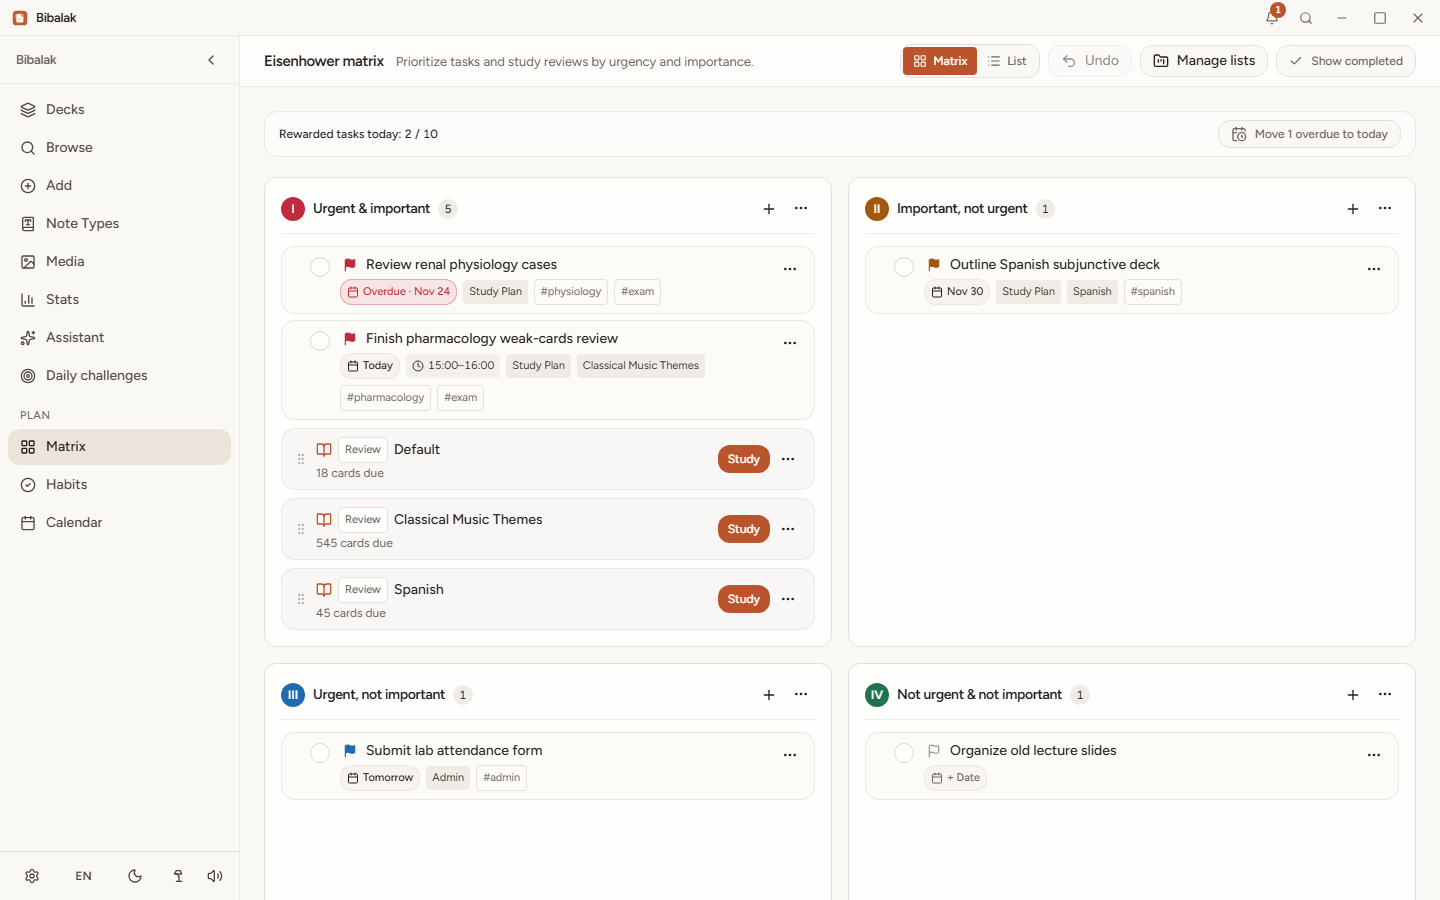 Bibalak
1
Bibalak
Decks
Browse
Add
Note Types
Media
Stats
Assistant
Daily challenges
PLAN
Matrix
Habits
Calendar
EN
Eisenhower matrix
Prioritize tasks and study reviews by urgency and importance.
Matrix
List
Undo
Manage lists
Show completed
Rewarded tasks today: 2 / 10
Move 1 overdue to today
I Urgent & important 5
Review renal physiology cases
Overdue · Nov 24 Study Plan #physiology #exam
Finish pharmacology weak-cards review
Today 15:00–16:00 Study Plan Classical Music Themes
#pharmacology #exam
Review Default
18 cards due
Study
Review Classical Music Themes
545 cards due
Study
Review Spanish
45 cards due
Study
II Important, not urgent 1
Outline Spanish subjunctive deck
Nov 30 Study Plan Spanish #spanish
III Urgent, not important 1
Submit lab attendance form
Tomorrow Admin #admin
IV Not urgent & not important 1
Organize old lecture slides
+ Date